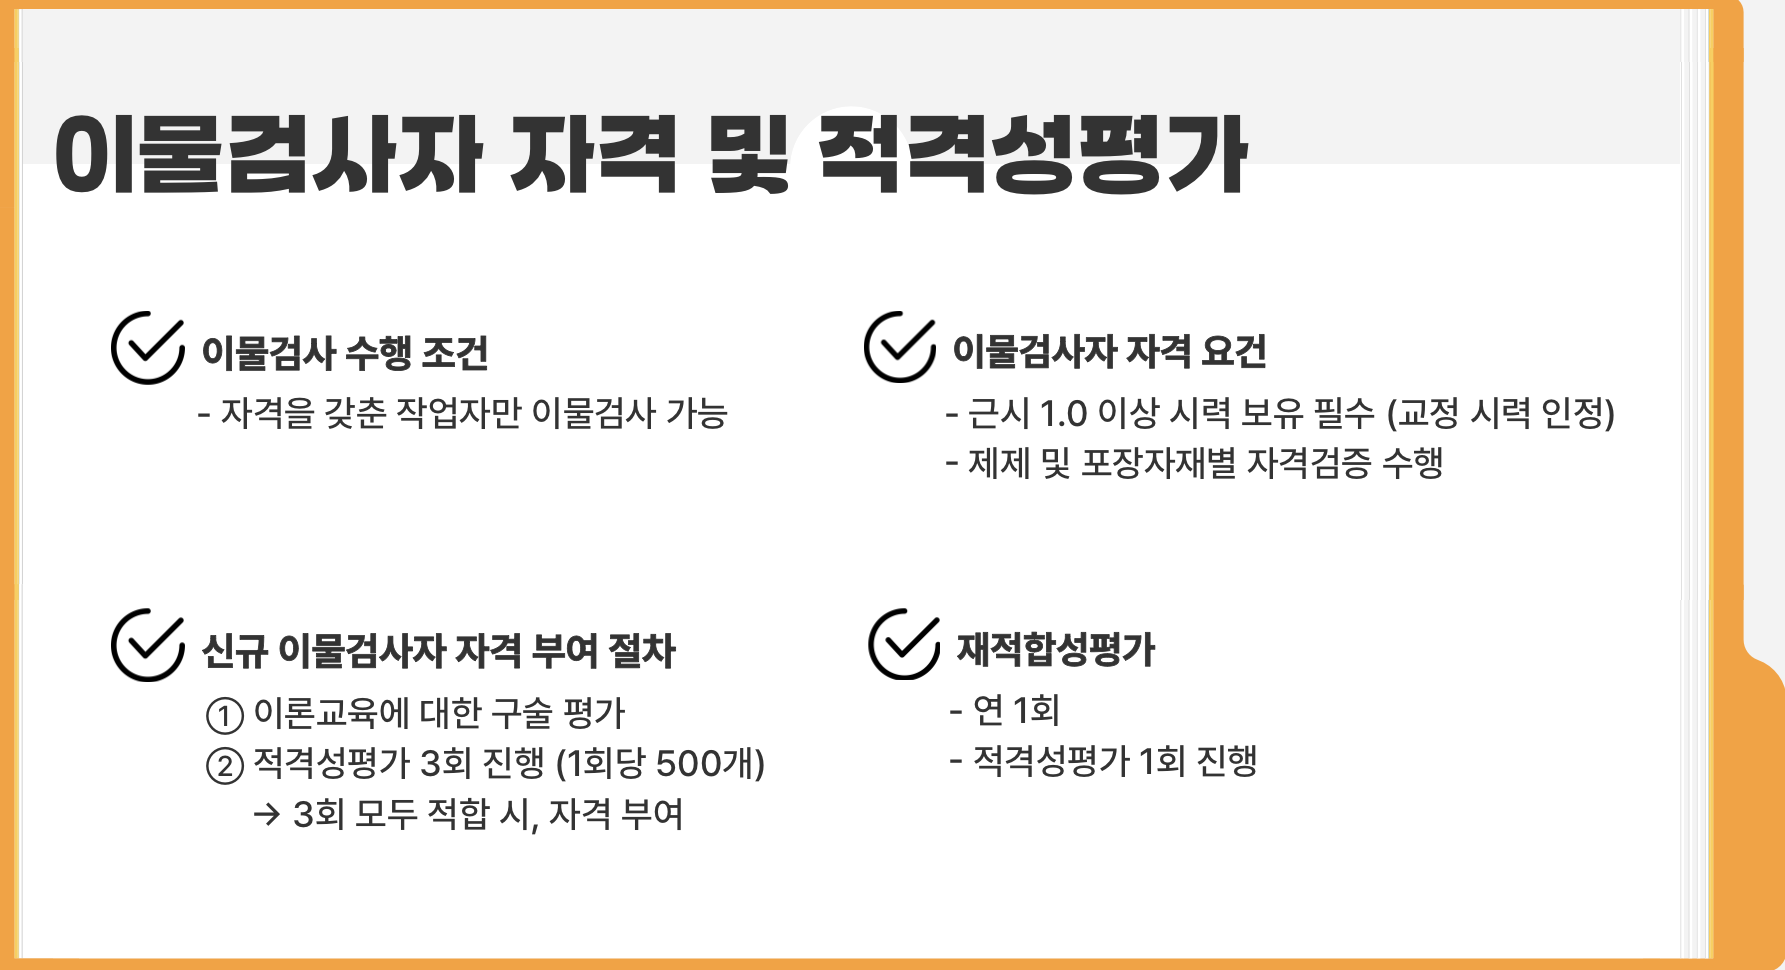 이물검사자 자격 및 적격성평가
이물검사 수행 조건
- 자격을 갖춘 작업자만 이물검사 가능
이물검사자 자격 요건
- 근시 1.0 이상 시력 보유 필수 (교정 시력 인정)
- 제제 및 포장자재별 자격검증 수행
신규 이물검사자 자격 부여 절차
① 이론교육에 대한 구술 평가
② 적격성평가 3회 진행 (1회당 500개)
→ 3회 모두 적합 시, 자격 부여
재적합성평가
- 연 1회
- 적격성평가 1회 진행